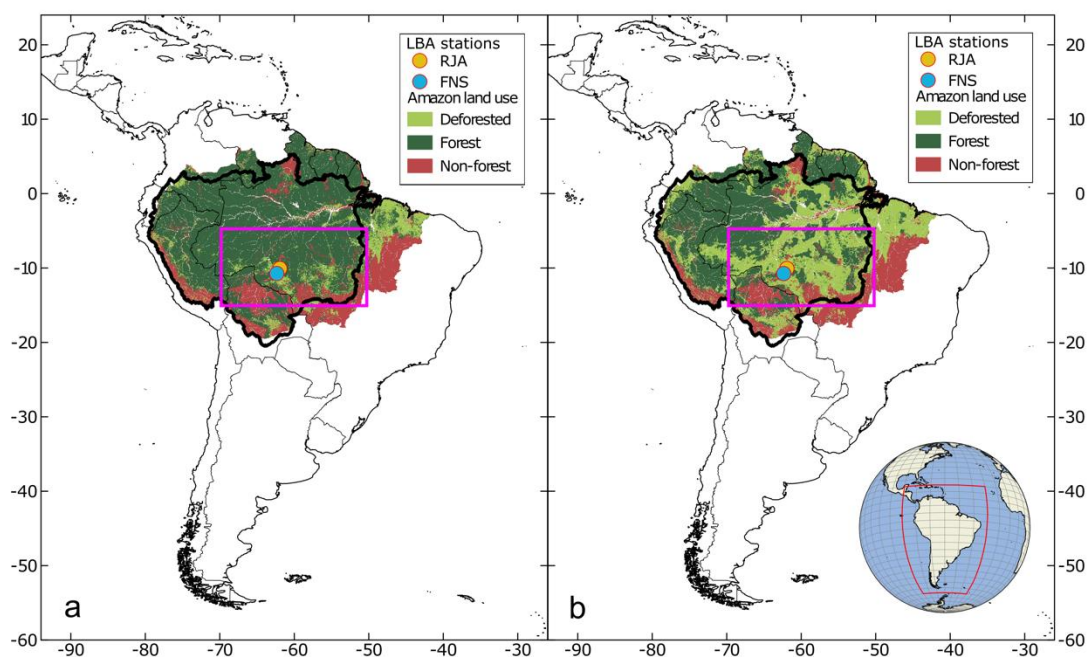 LBA stations
RJA
FNS
Amazon land use
Deforested
Forest
Non-forest
LBA stations
RJA
FNS
Amazon land use
Deforested
Forest
Non-forest
20
10
0
-10
-20
-30
-40
-50
-60
20
10
0
-10
-20
-30
-40
-50
-60
a
b
-90 -80 -70 -60 -50 -40 -30
-90 -80 -70 -60 -50 -40 -30